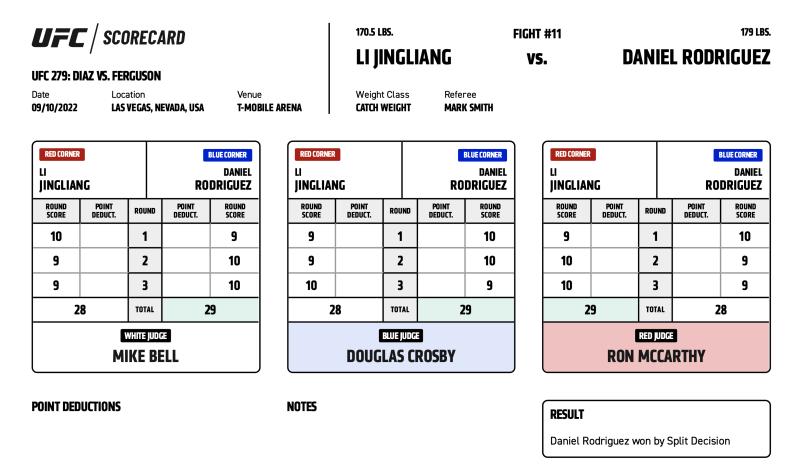 UFC SCORECARD
UFC 279: DIAZ VS. FERGUSON
Date Location Venue
09/10/2022 LAS VEGAS, NEVADA, USA T-MOBILE ARENA
170.5 LBS. FIGHT #11 179 LBS.
LI JINGLIANG VS. DANIEL RODRIGUEZ
Weight Class Referee
CATCH WEIGHT MARK SMITH
RED CORNER BLUE CORNER
LI DANIEL
JINGLIANG RODRIGUEZ
ROUND POINT ROUND POINT ROUND
SCORE DEDUCT. DEDUCT. SCORE
10 1 9
9 2 10
9 3 10
28 TOTAL 29
WHITE JUDGE
MIKE BELL
RED CORNER BLUE CORNER
LI DANIEL
JINGLIANG RODRIGUEZ
ROUND POINT ROUND POINT ROUND
SCORE DEDUCT. DEDUCT. SCORE
9 1 10
9 2 10
10 3 9
28 TOTAL 29
BLUE JUDGE
DOUGLAS CROSBY
RED CORNER BLUE CORNER
LI DANIEL
JINGLIANG RODRIGUEZ
ROUND POINT ROUND POINT ROUND
SCORE DEDUCT. DEDUCT. SCORE
9 1 10
10 2 9
10 3 9
29 TOTAL 28
RED JUDGE
RON MCCARTHY
POINT DEDUCTIONS
NOTES
RESULT
Daniel Rodriguez won by Split Decision